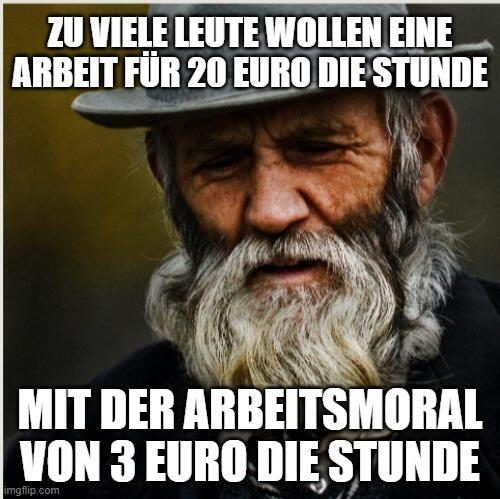 ZU VIELE LEUTE WOLLEN EINE
ARBEIT FÜR 20 EURO DIE STUNDE
MIT DER ARBEITSMORAL
VON 3 EURO DIE STUNDE
imgflip.com